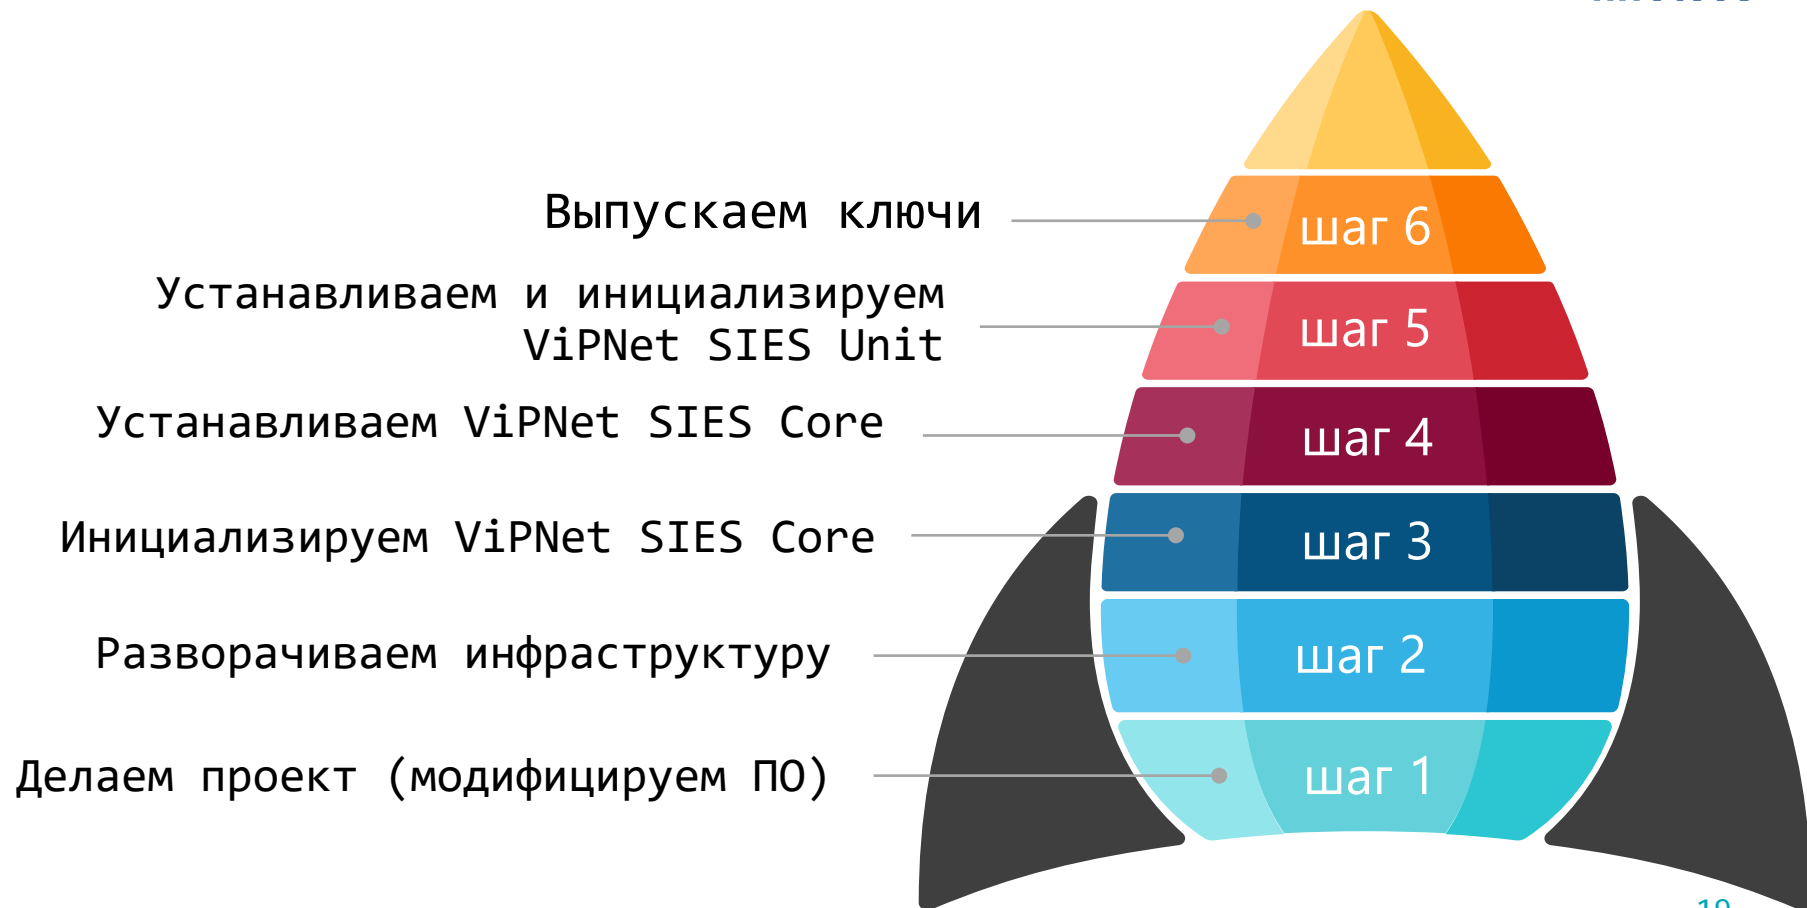 Выпускаем ключи
шаг 6
Устанавливаем и инициализируем
ViPNet SIES Unit
шаг 5
Устанавливаем ViPNet SIES Core
шаг 4
Инициализируем ViPNet SIES Core
шаг 3
Разворачиваем инфраструктуру
шаг 2
Делаем проект (модифицируем ПО)
шаг 1